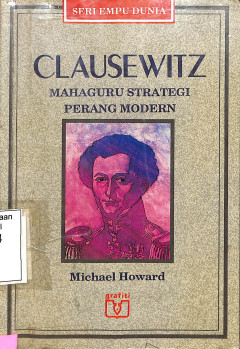 SERI EMPU DUNIA
CLAUSEWITZ
MAHAGURU STRATEGI
PERANG MODERN
Michael Howard
grafiti